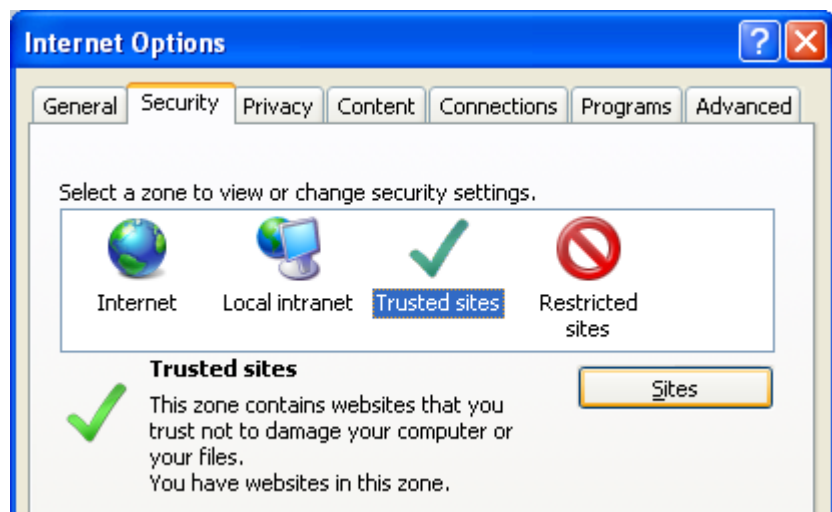 Internet Options
General Security Privacy Content Connections Programs Advanced
Select a zone to view or change security settings.
Internet Local intranet Trusted sites Restricted
sites
Trusted sites
Sites
This zone contains websites that you
trust not to damage your computer or
your files.
You have websites in this zone.